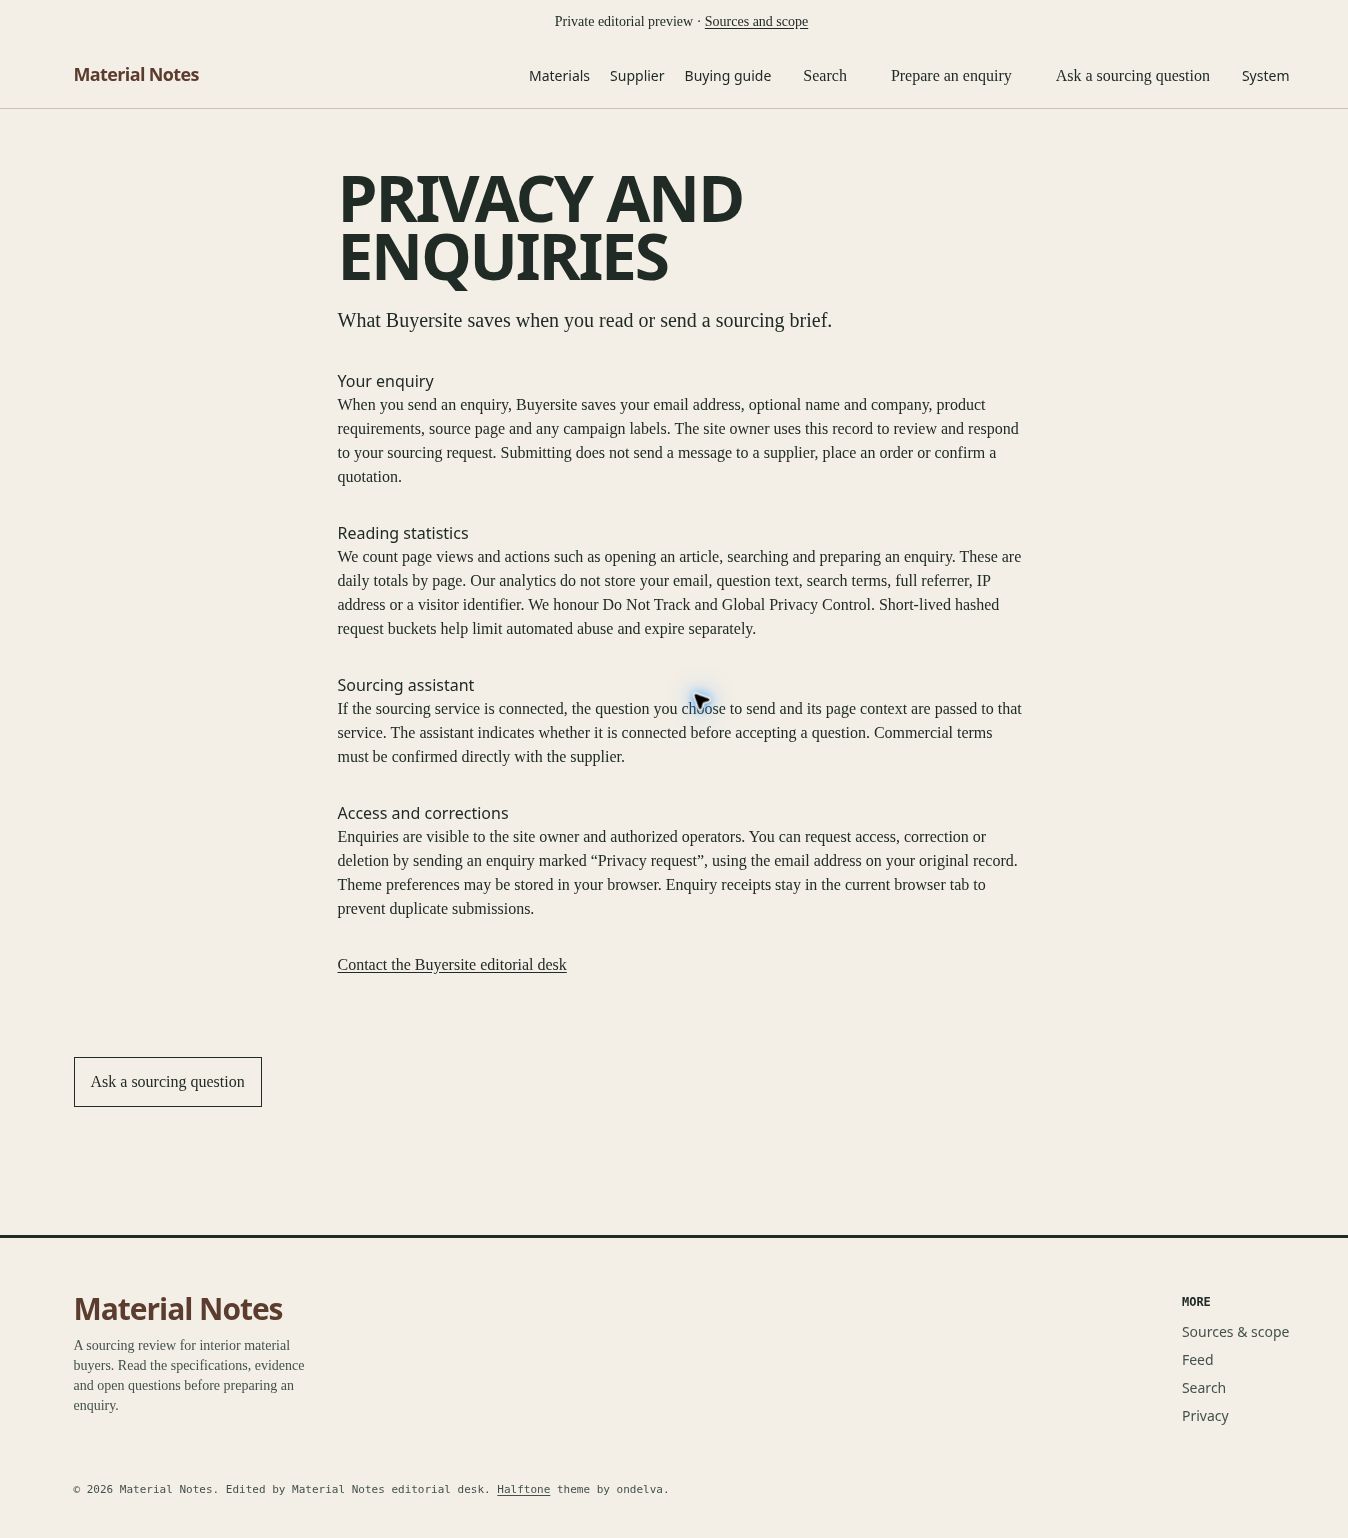 Private editorial preview · Sources and scope
Material Notes
Materials Supplier Buying guide Search Prepare an enquiry Ask a sourcing question System
PRIVACY AND
ENQUIRIES
What Buyersite saves when you read or send a sourcing brief.
Your enquiry
When you send an enquiry, Buyersite saves your email address, optional name and company, product
requirements, source page and any campaign labels. The site owner uses this record to review and respond
to your sourcing request. Submitting does not send a message to a supplier, place an order or confirm a
quotation.
Reading statistics
We count page views and actions such as opening an article, searching and preparing an enquiry. These are
daily totals by page. Our analytics do not store your email, question text, search terms, full referrer, IP
address or a visitor identifier. We honour Do Not Track and Global Privacy Control. Short-lived hashed
request buckets help limit automated abuse and expire separately.
Sourcing assistant
If the sourcing service is connected, the question you choose to send and its page context are passed to that
service. The assistant indicates whether it is connected before accepting a question. Commercial terms
must be confirmed directly with the supplier.
Access and corrections
Enquiries are visible to the site owner and authorized operators. You can request access, correction or
deletion by sending an enquiry marked “Privacy request”, using the email address on your original record.
Theme preferences may be stored in your browser. Enquiry receipts stay in the current browser tab to
prevent duplicate submissions.
Contact the Buyersite editorial desk
Ask a sourcing question
Material Notes
A sourcing review for interior material
buyers. Read the specifications, evidence
and open questions before preparing an
enquiry.
MORE
Sources & scope
Feed
Search
Privacy
© 2026 Material Notes. Edited by Material Notes editorial desk. Halftone theme by ondelva.